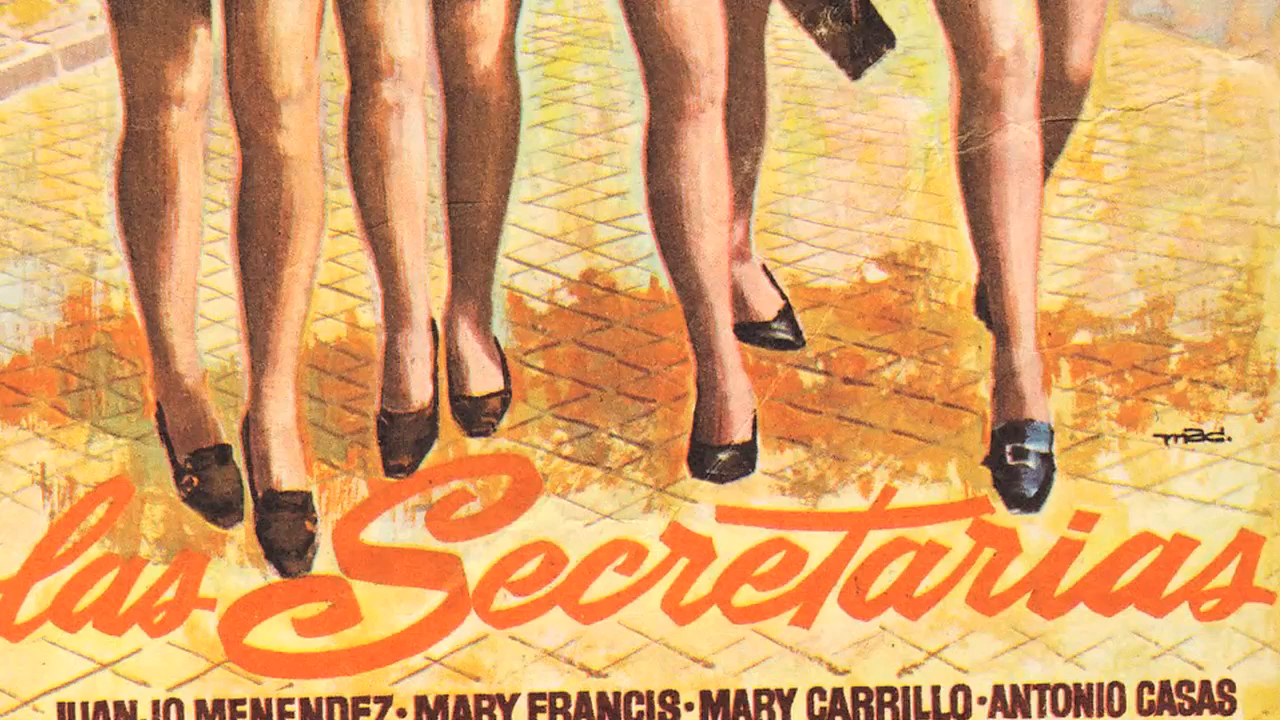 mac.
las Secretarias
JUANJO MENENDEZ · MARY FRANCIS · MARY CARRILLO · ANTONIO CASAS